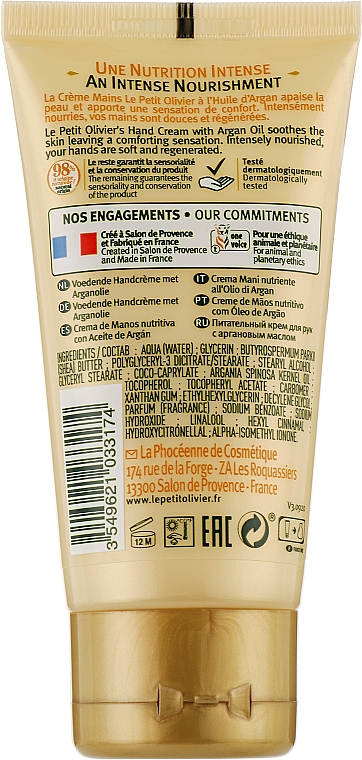 UNE NUTRITION INTENSE
AN INTENSE NOURISHMENT
La Crème Mains Le Petit Olivier à l'Huile d'Argan apaise la
peau et apporte une sensation de confort. Intensément
nourries, vos mains sont douces et régénérées.
Le Petit Olivier's Hand Cream with Argan Oil soothes the
skin leaving a comforting sensation. Intensely nourished,
your hands are soft and regenerated.
98%
Le reste garantit la sensorialité
et la conservation du produit
The remaining guarantees the
sensoriality and conservation
of the product
Testé
dermatologiquement
Dermatologically
tested
NOS ENGAGEMENTS • OUR COMMITMENTS
Créé à Salon de Provence
et Fabriqué en France
Created in Salon de Provence
and Made in France
one
voice
Pour une éthique
animale et planétaire
For animal and
planetary ethics
NL Voedende Handcrème met
Arganolie
DE Voedende Handcrème met
Arganolie
ES Crema de Manos nutritiva
con Aceite de Argán
IT Crema Mani nutriente
all'Olio di Argan
PT Creme de Mãos nutritivo
com Óleo de Argão
RU Питательный крем для рук
с аргановым маслом
INGREDIENTS / СОСТАВ : AQUA (WATER) ; GLYCERIN ; BUTYROSPERMUM PARKII
(SHEA) BUTTER ; POLYGLYCERYL-3 DICITRATE/STEARATE ; STEARYL ALCOHOL ;
GLYCERYL STEARATE ; COCO-CAPRYLATE ; ARGANIA SPINOSA KERNEL OIL ;
TOCOPHEROL ; TOCOPHERYL ACETATE ; CARBOMER ;
XANTHAN GUM ; ETHYLHEXYLGLYCERIN ; DECYLENE GLYCOL ;
PARFUM (FRAGRANCE) ; SODIUM BENZOATE ; SODIUM
HYDROXIDE ; LINALOOL ; HEXYL CINNAMAL ;
HYDROXYCITRONELLAL ; ALPHA-ISOMETHYL IONONE.
3 549621 033174
La Phocéenne de Cosmétique
174 rue de la Forge - ZA Les Roquassiers
13300 Salon de Provence - France
www.lepetitolivier.com
V3.0920
12 M
EAC